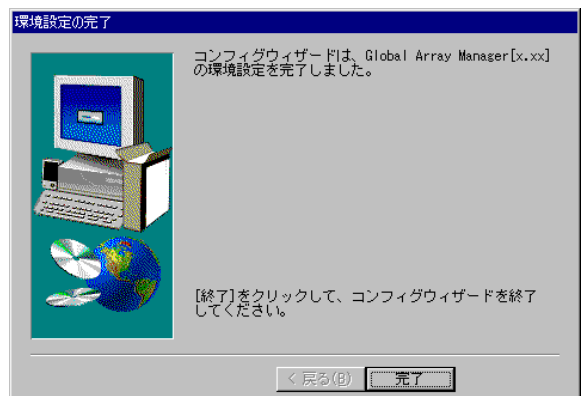 環境設定の完了
コンフィグウィザードは、Global Array Manager[x.xx]
の環境設定を完了しました。
[終了]をクリックして、コンフィグウィザードを終了
してください。
< 戻る(B) 完了